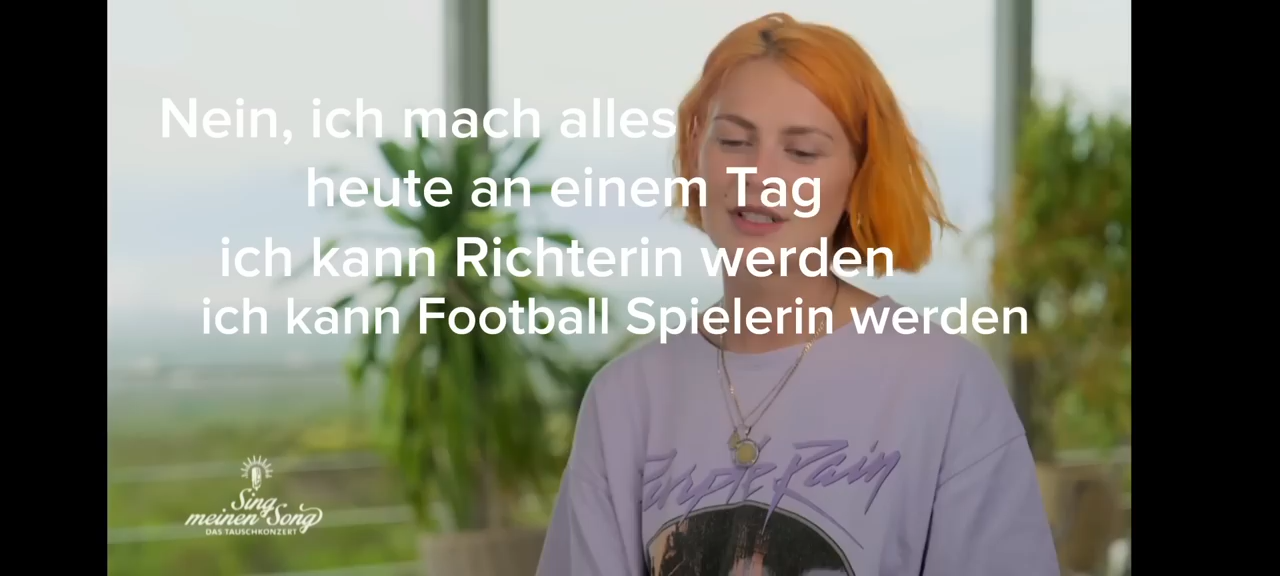 Nein, ich mach alles
heute an einem Tag
ich kann Richterin werden
ich kann Football Spielerin werden
Purple Rain
Sing
meinen Song
DAS TAUSCHKONZERT